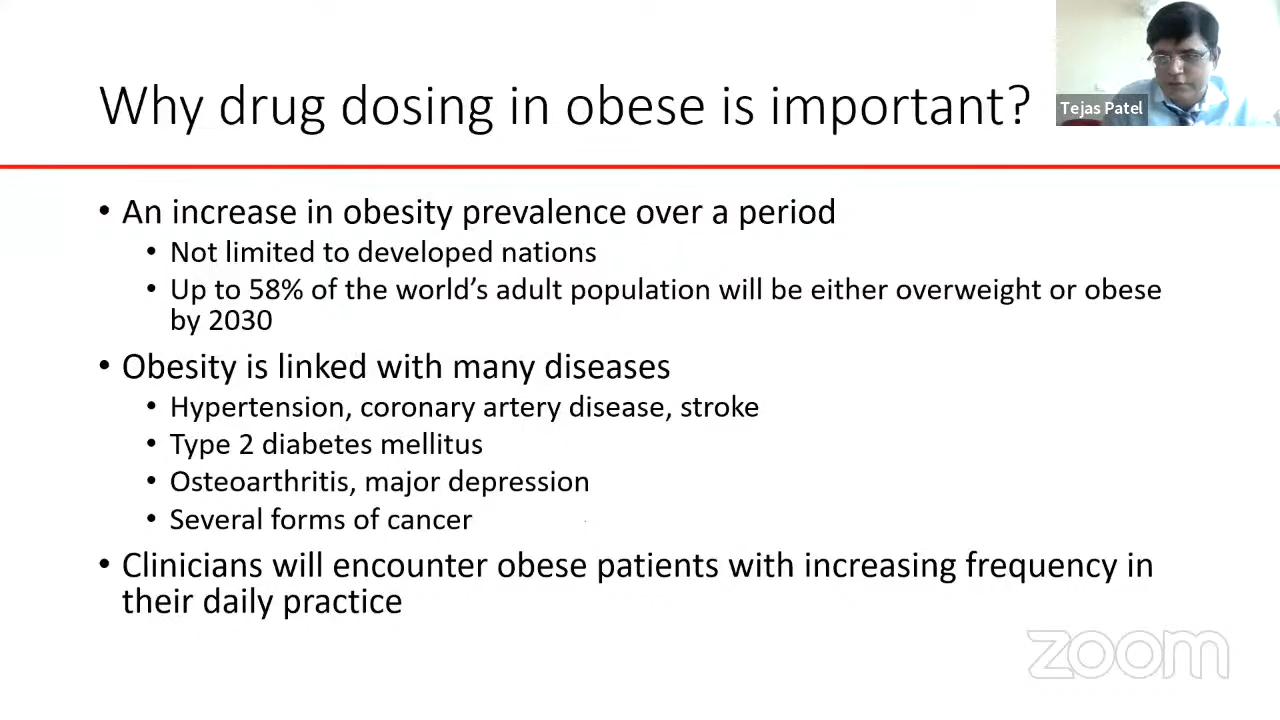 Why drug dosing in obese is important?
Tejas Patel
• An increase in obesity prevalence over a period
• Not limited to developed nations
• Up to 58% of the world's adult population will be either overweight or obese
by 2030
• Obesity is linked with many diseases
• Hypertension, coronary artery disease, stroke
• Type 2 diabetes mellitus
• Osteoarthritis, major depression
• Several forms of cancer
• Clinicians will encounter obese patients with increasing frequency in
their daily practice
zoom